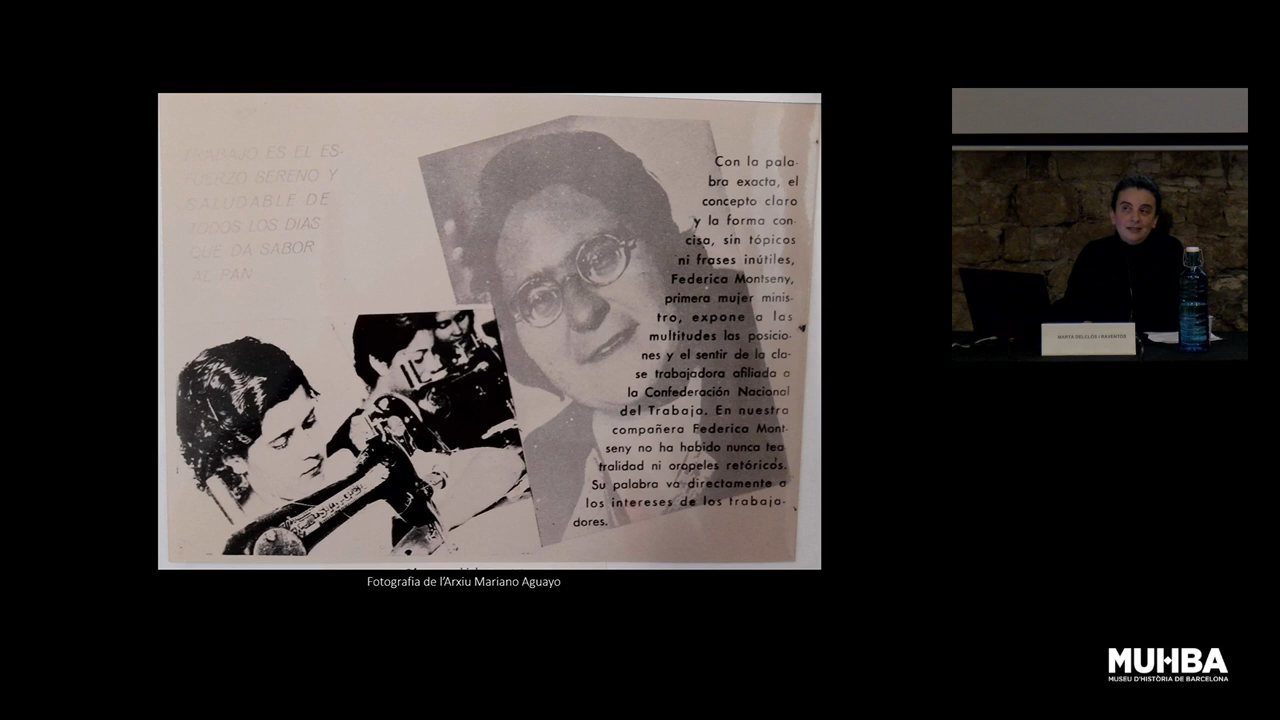 TRABAJO ES EL ES-
FUERZO SERENO Y
SALUDABLE DE
TODOS LOS DIAS
QUE DA SABOR
AL PAN
Con la pala-
bra exacta, el
concepto claro
y la forma con-
cisa, sin tópicos
ni frases inútiles,
Federica Montseny,
primera mujer minis-
tro, expone a las
multitudes las posicio-
nes y el sentir de la cla-
se trabajadora afiliada a
la Confederación Nacional
del Trabajo. En nuestra
compañera Federica Mont-
seny no ha habido nunca tea
tralidad ni oropeles retóricos.
Su palabra va directamente a
los intereses de los trabaja-
dores.
Fotografia de l'Arxiu Mariano Aguayo
MARTA DELCLÓS I RAVENTÓS
MUHBA
MUSEU D'HISTÒRIA DE BARCELONA